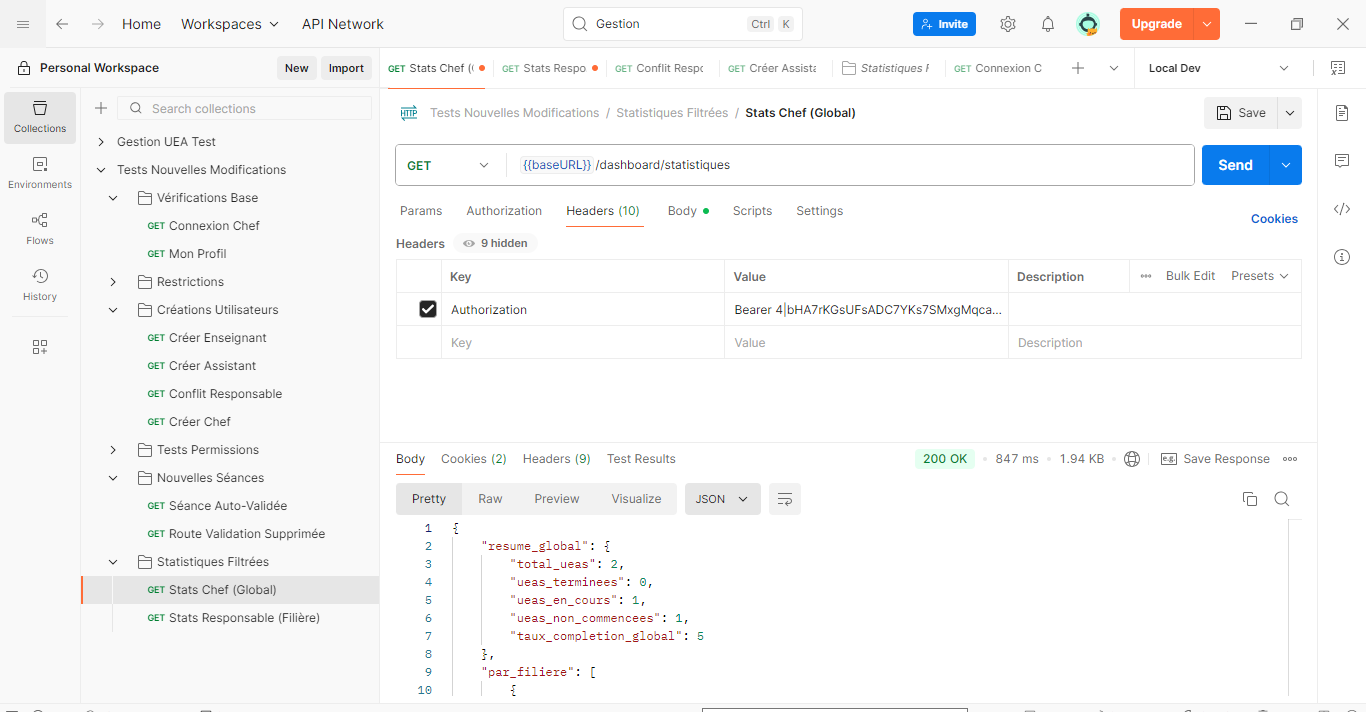 Home Workspaces API Network Gestion Ctrl K Invite Upgrade
Personal Workspace New Import
GET Stats Chef (
GET Stats Respo
GET Conflit Respo
GET Créer Assista
Statistiques F
GET Connexion C
Local Dev
Collections
Environments
Flows
History
Search collections
Gestion UEA Test
Tests Nouvelles Modifications
Vérifications Base
GET Connexion Chef
GET Mon Profil
Restrictions
Créations Utilisateurs
GET Créer Enseignant
GET Créer Assistant
GET Conflit Responsable
GET Créer Chef
Tests Permissions
Nouvelles Séances
GET Séance Auto-Validée
GET Route Validation Supprimée
Statistiques Filtrées
GET Stats Chef (Global)
GET Stats Responsable (Filière)
HTTP Tests Nouvelles Modifications / Statistiques Filtrées / Stats Chef (Global) Save
GET {{baseURL}} /dashboard/statistiques Send
Params Authorization Headers (10) Body Scripts Settings Cookies
Headers 9 hidden
Key Value Description Bulk Edit Presets
Authorization Bearer 4|bHA7rKGsUFsADC7YKs7SMxgMqca...
Key Value Description
Body Cookies (2) Headers (9) Test Results 200 OK 847 ms 1.94 KB e.g. Save Response
Pretty Raw Preview Visualize JSON
1 {
2 "resume_global": {
3 "total_ueas": 2,
4 "ueas_terminees": 0,
5 "ueas_en_cours": 1,
6 "ueas_non_commencees": 1,
7 "taux_completion_global": 5
8 },
9 "par_filiere": [
10 {